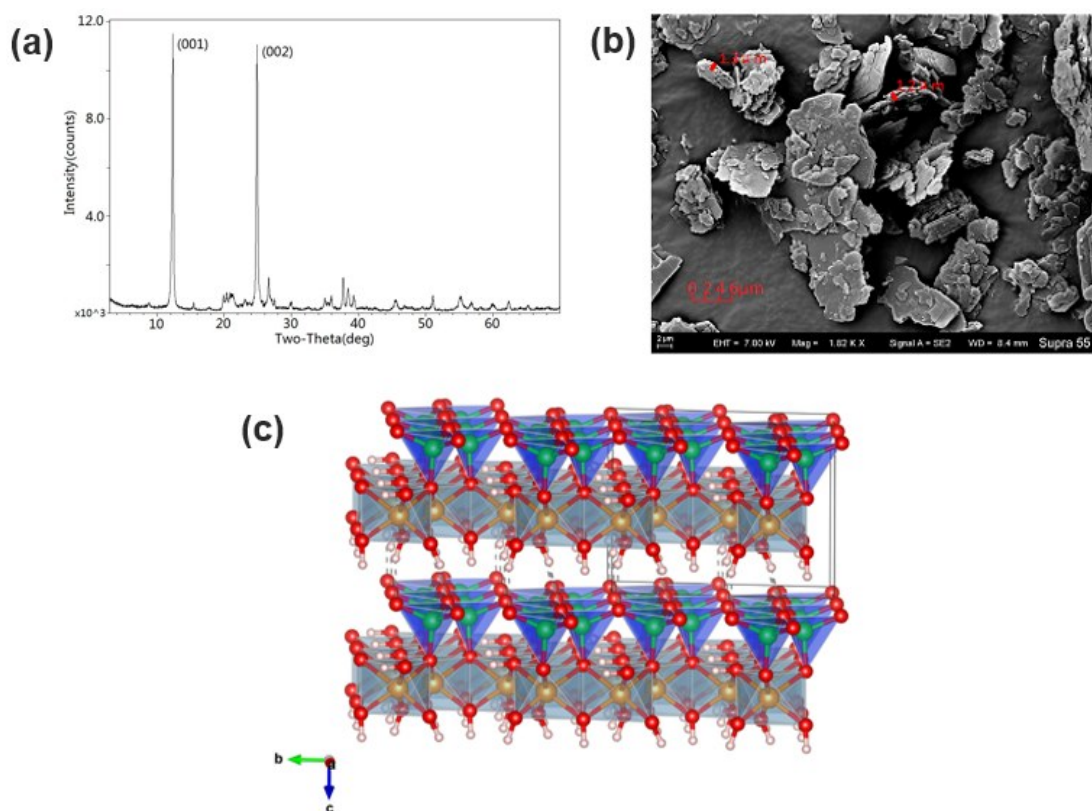 (a)
12.0
(001)
(002)
Intensity(counts)
8.0
4.0
x10^3
10
20
30
40
50
60
Two-Theta(deg)
(b)
2 µm
EHT = 7.00 kV
Mag = 1.82 K X
Signal A = SE2
WD = 8.4 mm
Supra 55
(c)
b
a
c